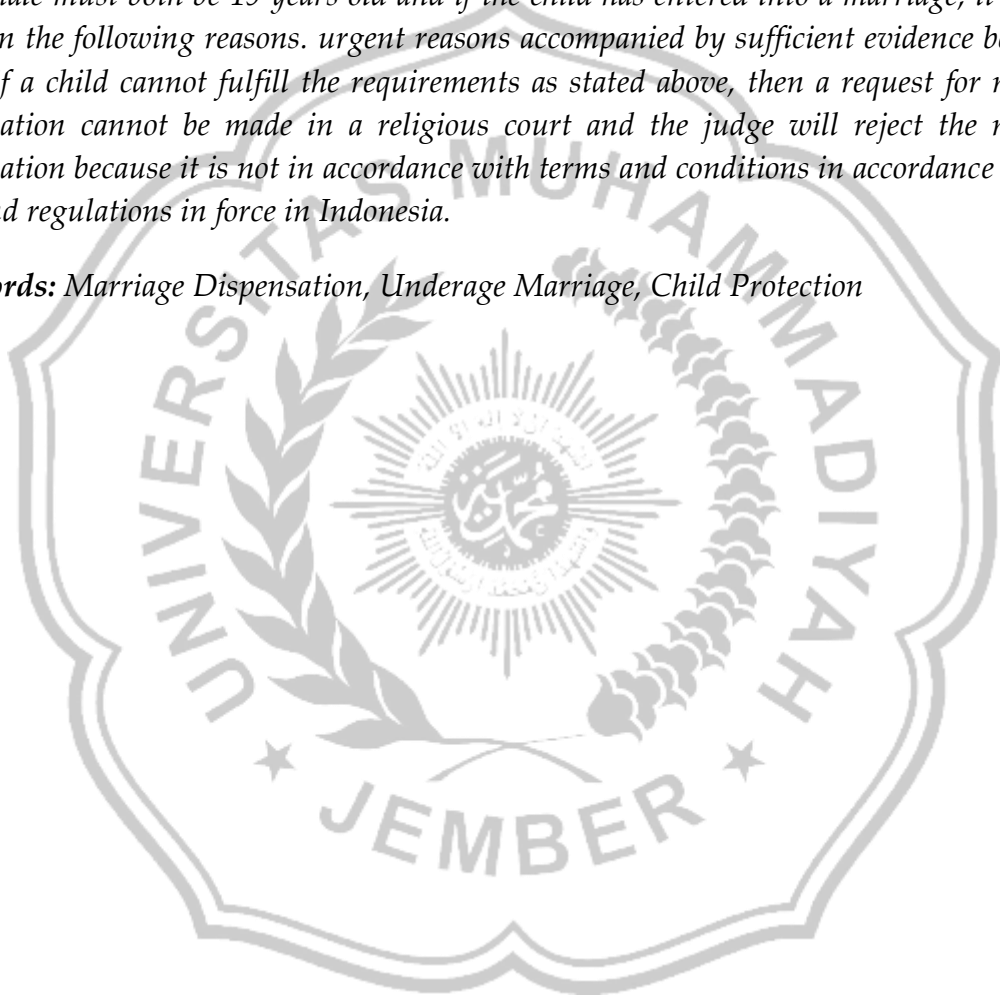 must both be 19 years old and if the child has entered into a marriage, it
n the following reasons. urgent reasons accompanied by sufficient evidence be
f a child cannot fulfill the requirements as stated above, then a request for
ation cannot be made in a religious court and the judge will reject the
ation because it is not in accordance with terms and conditions in accordance
d regulations in force in Indonesia.
rds: Marriage Dispensation, Underage Marriage, Child Protection
UNIVERSITAS MUHAMMADIYAH
JEMBER